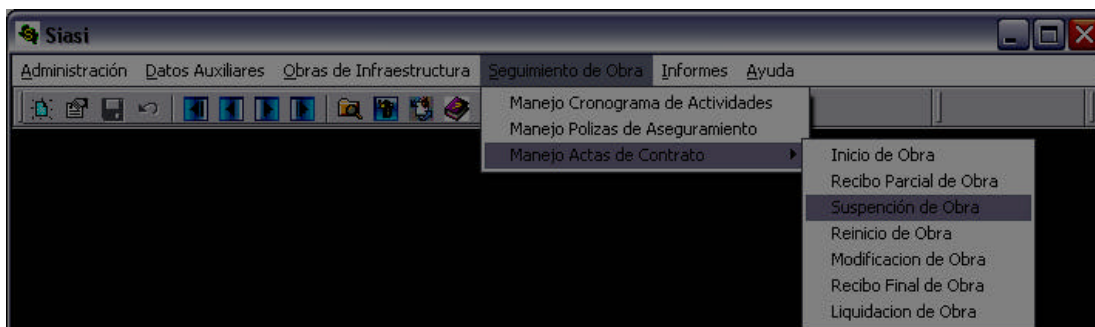 Siasi
Administración Datos Auxiliares Obras de Infraestructura Seguimiento de Obra Informes Ayuda
Manejo Cronograma de Actividades
Manejo Polizas de Aseguramiento
Manejo Actas de Contrato
Inicio de Obra
Recibo Parcial de Obra
Suspención de Obra
Reinicio de Obra
Modificacion de Obra
Recibo Final de Obra
Liquidacion de Obra